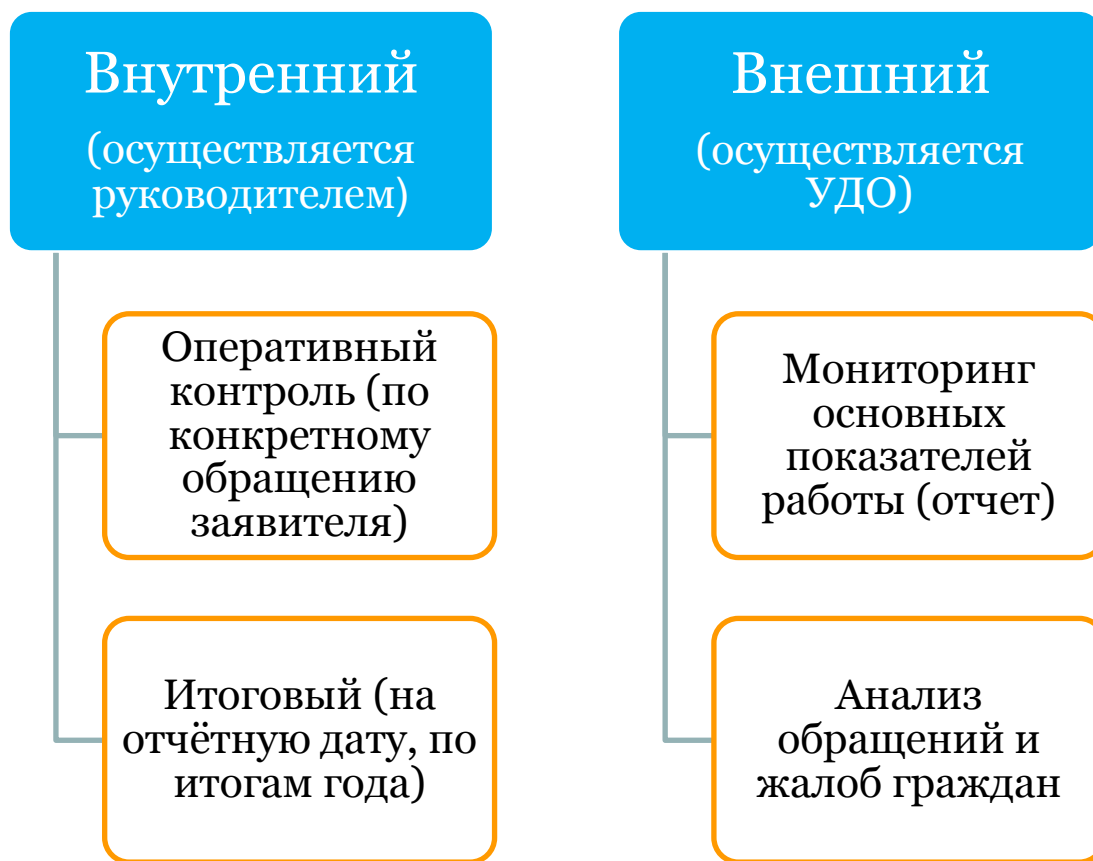 Внутренний
(осуществляется
руководителем)
Оперативный
контроль (по
конкретному
обращению
заявителя)
Итоговый (на
отчётную дату, по
итогам года)
Внешний
(осуществляется
УДО)
Мониторинг
основных
показателей
работы (отчет)
Анализ
обращений и
жалоб граждан